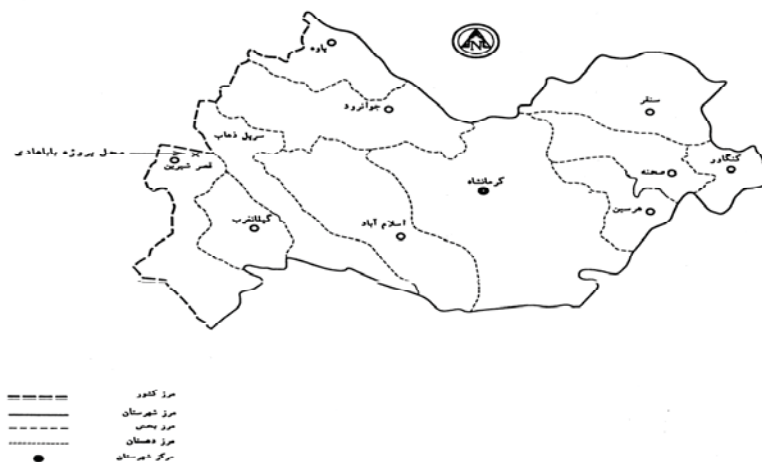 N
پاوه
جوانرود
سنقر
سرپل ذهاب
محل پروژه باباهادی
قصر شیرین
کنگاور
صحنه
کرمانشاه
هرسین
گیلانغرب
اسلام آباد
مرز کشور
مرز شهرستان
مرز بخش
مرز دهستان
مرکز شهرستان